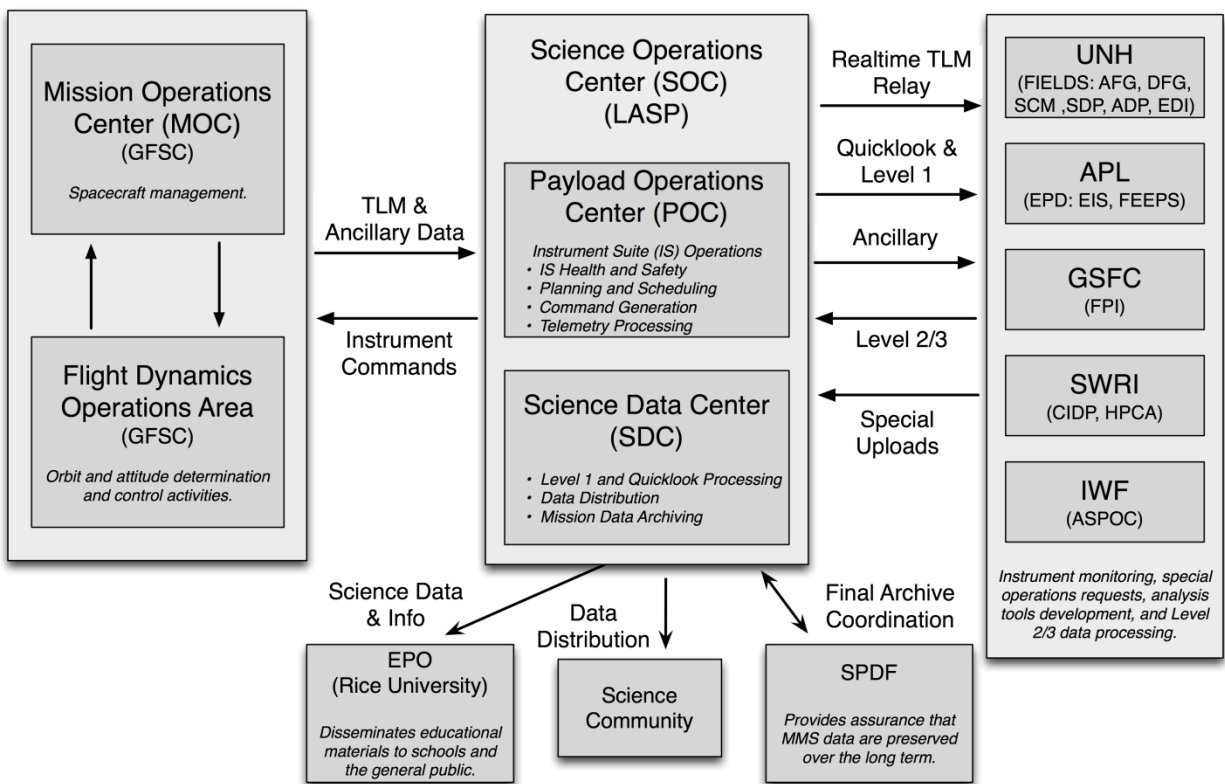 Mission Operations
Center (MOC)
(GFSC)
Spacecraft management.
Flight Dynamics
Operations Area
(GFSC)
Orbit and attitude determination
and control activities.
TLM &
Ancillary Data
Instrument
Commands
Science Operations
Center (SOC)
(LASP)
Payload Operations
Center (POC)
Instrument Suite (IS) Operations
• IS Health and Safety
• Planning and Scheduling
• Command Generation
• Telemetry Processing
Science Data Center
(SDC)
• Level 1 and Quicklook Processing
• Data Distribution
• Mission Data Archiving
Realtime TLM
Relay
Quicklook &
Level 1
Ancillary
Level 2/3
Special
Uploads
UNH
(FIELDS: AFG, DFG,
SCM ,SDP, ADP, EDI)
APL
(EPD: EIS, FEEPS)
GSFC
(FPI)
SWRI
(CIDP, HPCA)
IWF
(ASPOC)
Instrument monitoring, special
operations requests, analysis
tools development, and Level
2/3 data processing.
Science Data
& Info
Data
Distribution
Final Archive
Coordination
EPO
(Rice University)
Disseminates educational
materials to schools and
the general public.
Science
Community
SPDF
Provides assurance that
MMS data are preserved
over the long term.